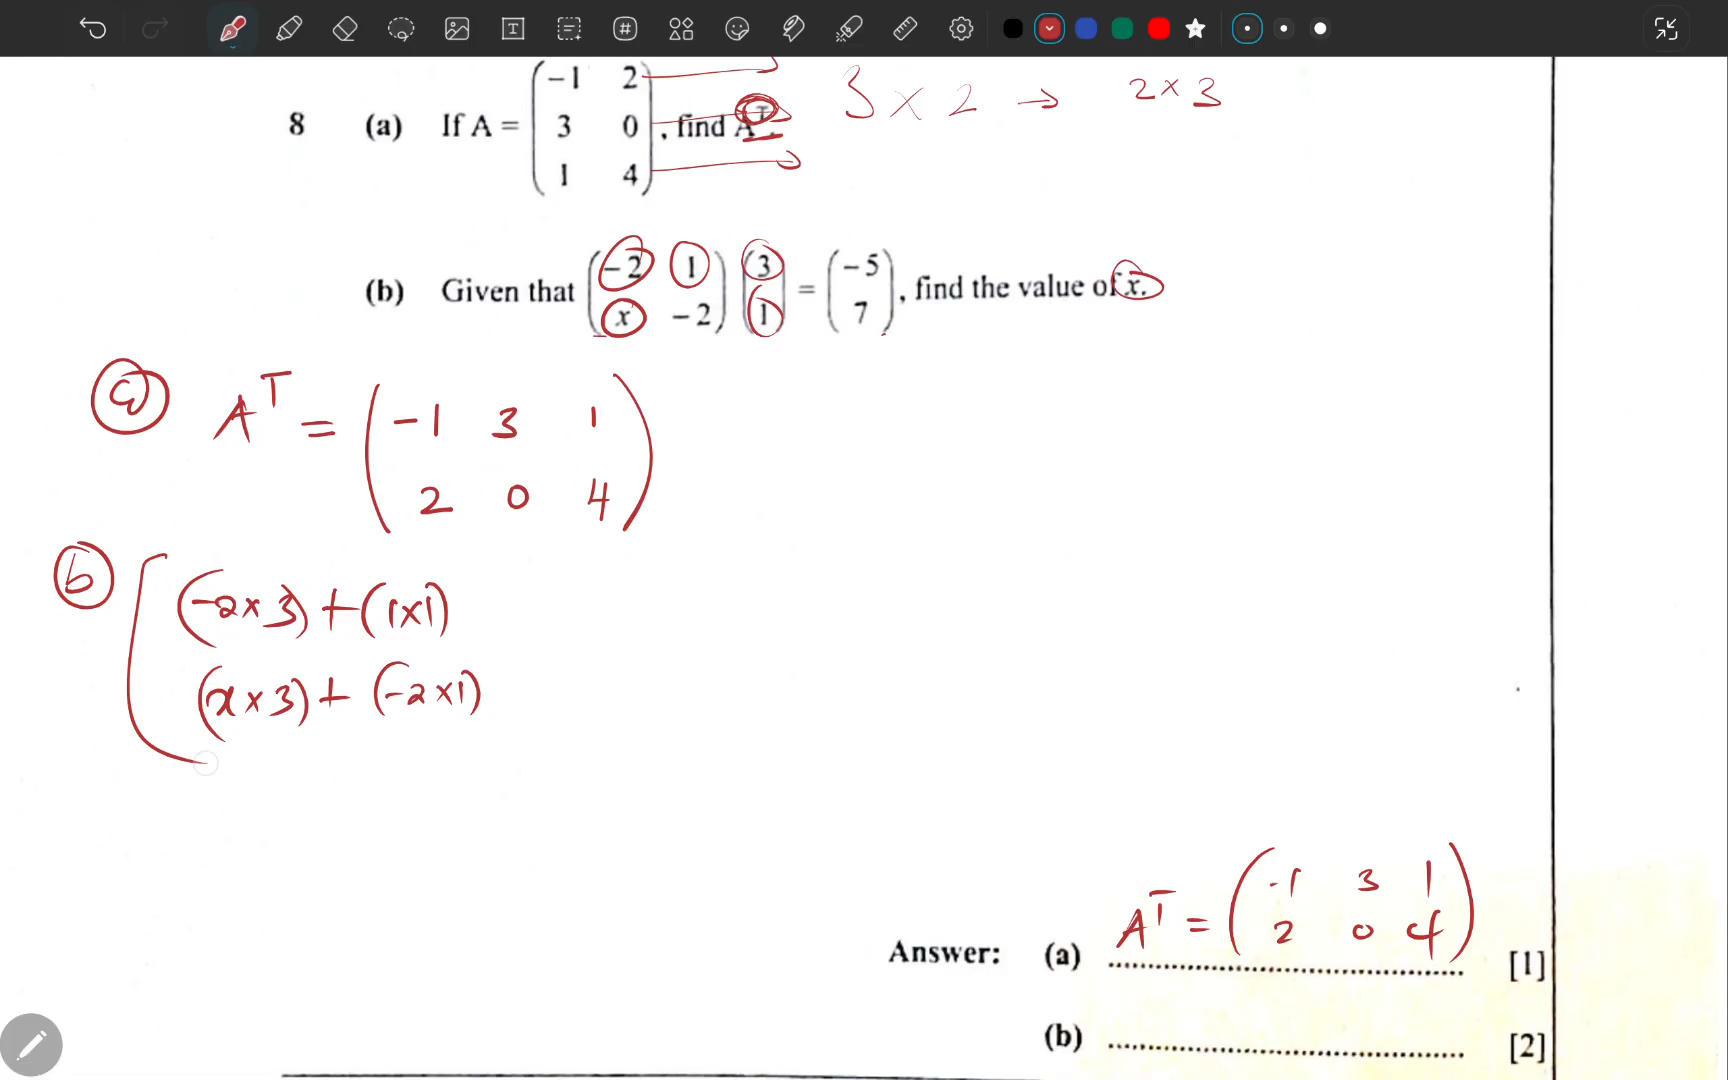 3 × 2 → 2 × 3
8 (a) If A = (−1 2
3 0
1 4), find Aᵀ.
(b) Given that (−2 1
x −2) (3
1) = (−5
7), find the value of x.
a Aᵀ = (−1 3 1
2 0 4)
b (−2 × 3) + (1 × 1)
(x × 3) + (−2 × 1)
Answer: (a) Aᵀ = (−1 3 1
2 0 4) [1]
(b) [2]